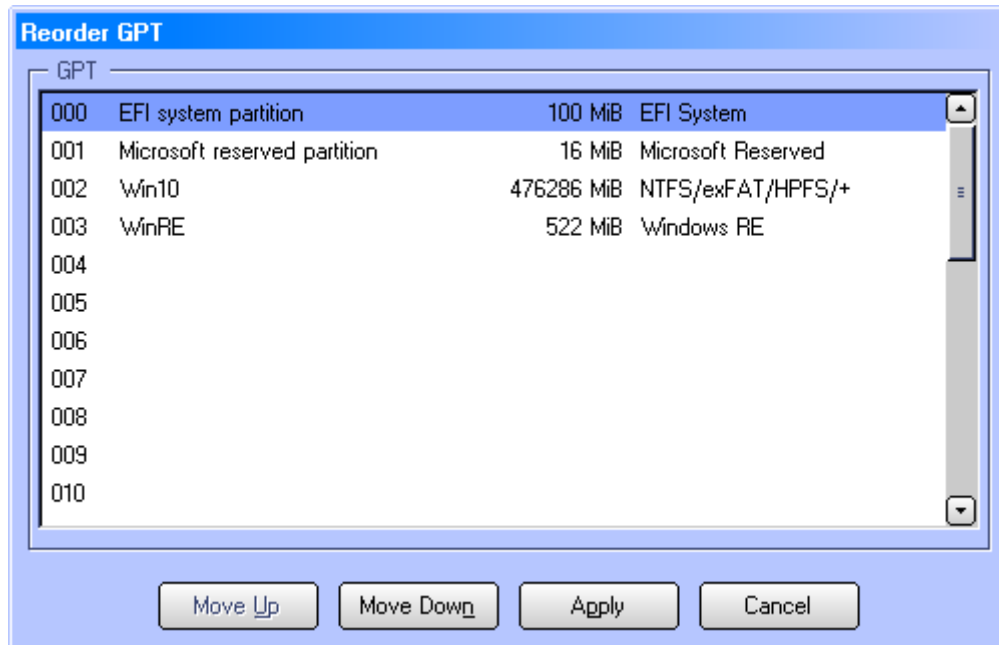 Reorder GPT
GPT
000 EFI system partition 100 MiB EFI System
001 Microsoft reserved partition 16 MiB Microsoft Reserved
002 Win10 476286 MiB NTFS/exFAT/HPFS/+
003 WinRE 522 MiB Windows RE
004
005
006
007
008
009
010
Move Up Move Down Apply Cancel